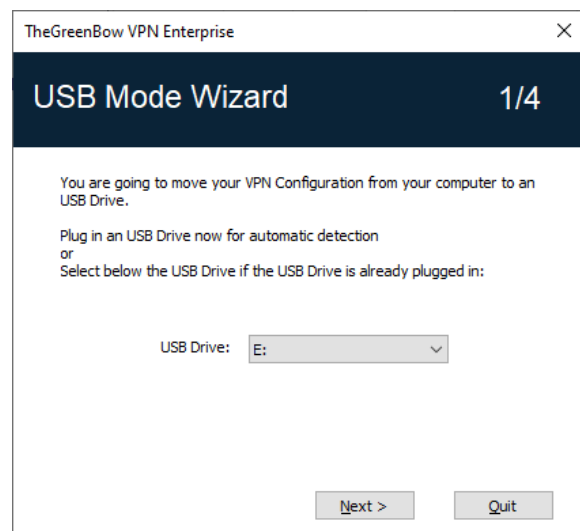 TheGreenBow VPN Enterprise
USB Mode Wizard
1/4
You are going to move your VPN Configuration from your computer to an
USB Drive.
Plug in an USB Drive now for automatic detection
or
Select below the USB Drive if the USB Drive is already plugged in:
USB Drive: E:
Next > Quit